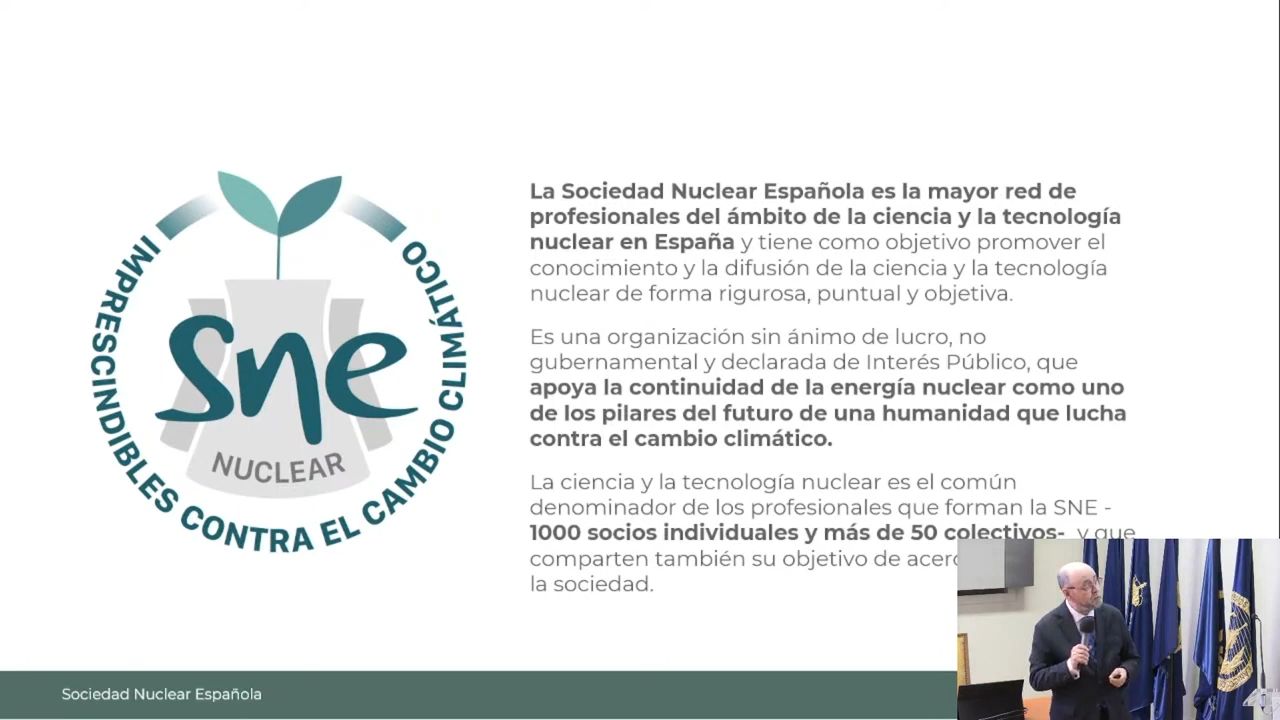 IMPRESCINDIBLES CONTRA EL CAMBIO CLIMÁTICO
sne
NUCLEAR
La Sociedad Nuclear Española es la mayor red de
profesionales del ámbito de la ciencia y la tecnología
nuclear en España y tiene como objetivo promover el
conocimiento y la difusión de la ciencia y la tecnología
nuclear de forma rigurosa, puntual y objetiva.
Es una organización sin ánimo de lucro, no
gubernamental y declarada de Interés Público, que
apoya la continuidad de la energía nuclear como uno
de los pilares del futuro de una humanidad que lucha
contra el cambio climático.
La ciencia y la tecnología nuclear es el común
denominador de los profesionales que forman la SNE -
1000 socios individuales y más de 50 colectivos- y que
comparten también su objetivo de
la sociedad.
Sociedad Nuclear Española